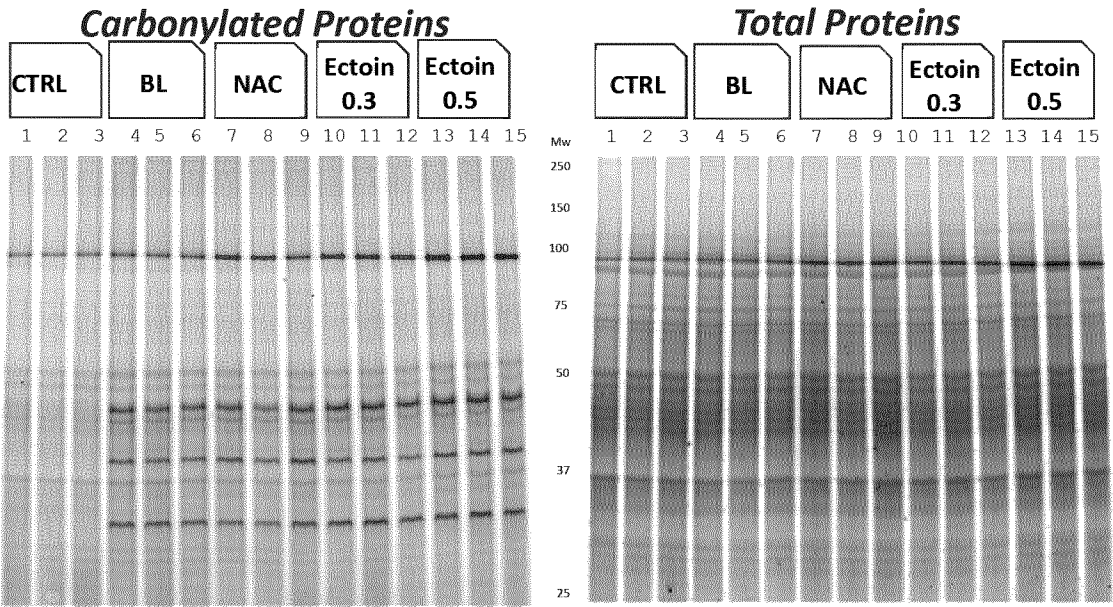 Carbonylated Proteins
CTRL BL NAC Ectoin 0.3 Ectoin 0.5
1 2 3 4 5 6 7 8 9 10 11 12 13 14 15
Mw
250
150
100
75
50
37
25
Total Proteins
CTRL BL NAC Ectoin 0.3 Ectoin 0.5
1 2 3 4 5 6 7 8 9 10 11 12 13 14 15